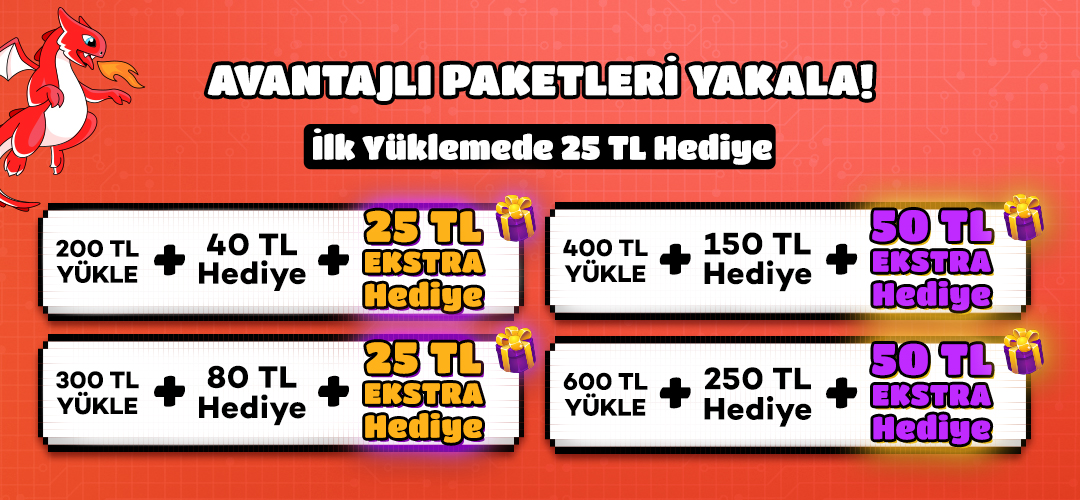 AVANTAJLI PAKETLERİ YAKALA!
İlk Yüklemede 25 TL Hediye
200 TL
YÜKLE
+
40 TL
Hediye
+
25 TL
EKSTRA
Hediye
400 TL
YÜKLE
+
150 TL
Hediye
+
50 TL
EKSTRA
Hediye
300 TL
YÜKLE
+
80 TL
Hediye
+
25 TL
EKSTRA
Hediye
600 TL
YÜKLE
+
250 TL
Hediye
+
50 TL
EKSTRA
Hediye